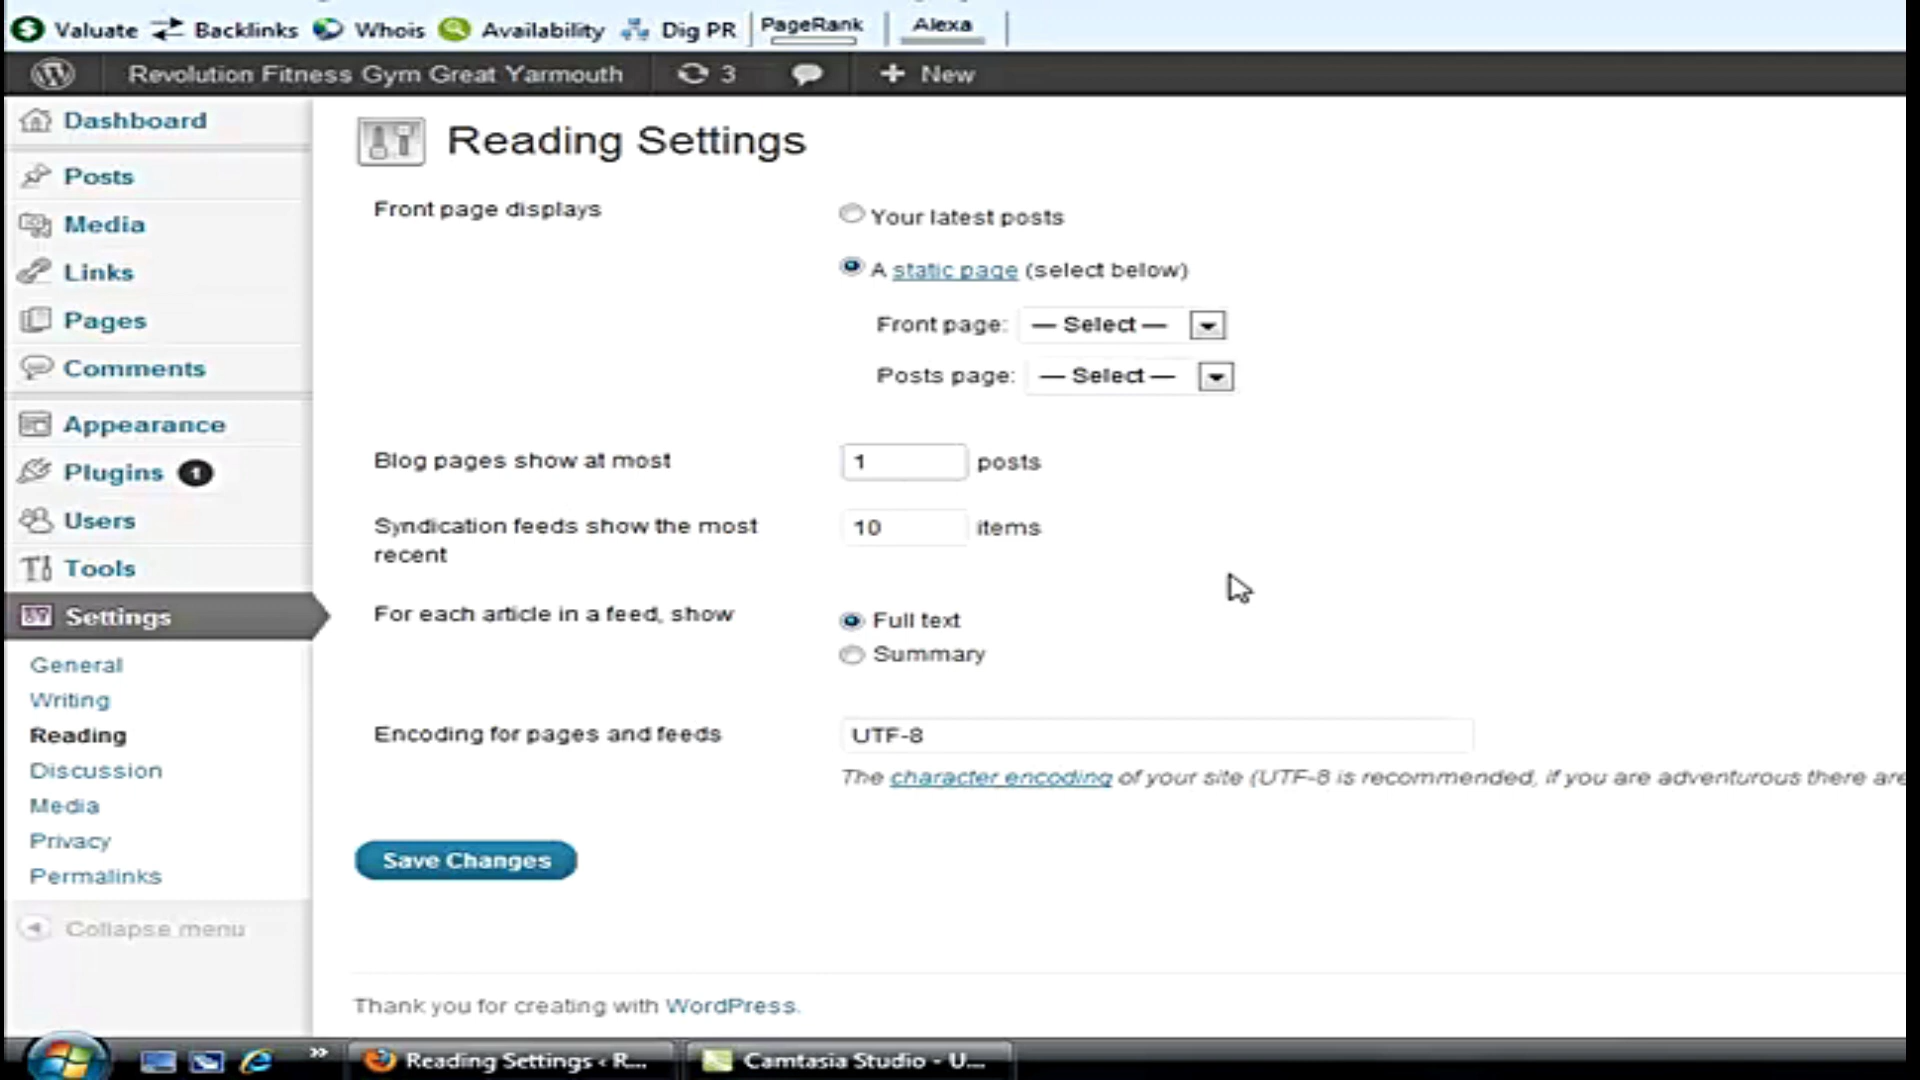 Valuate Backlinks Whois Availability Dig PR PageRank Alexa
Revolution Fitness Gym Great Yarmouth 3 + New
Dashboard
Posts
Media
Links
Pages
Comments
Appearance
Plugins 1
Users
Tools
Settings
General
Writing
Reading
Discussion
Media
Privacy
Permalinks
Collapse menu
Reading Settings
Front page displays
Your latest posts
A static page (select below)
Front page: — Select —
Posts page: — Select —
Blog pages show at most 1 posts
Syndication feeds show the most
recent
10 items
For each article in a feed, show
Full text
Summary
Encoding for pages and feeds UTF-8
The character encoding of your site (UTF-8 is recommended, if you are adventurous there are
Save Changes
Thank you for creating with WordPress.
» Reading Settings ‹ R... Camtasia Studio - U...